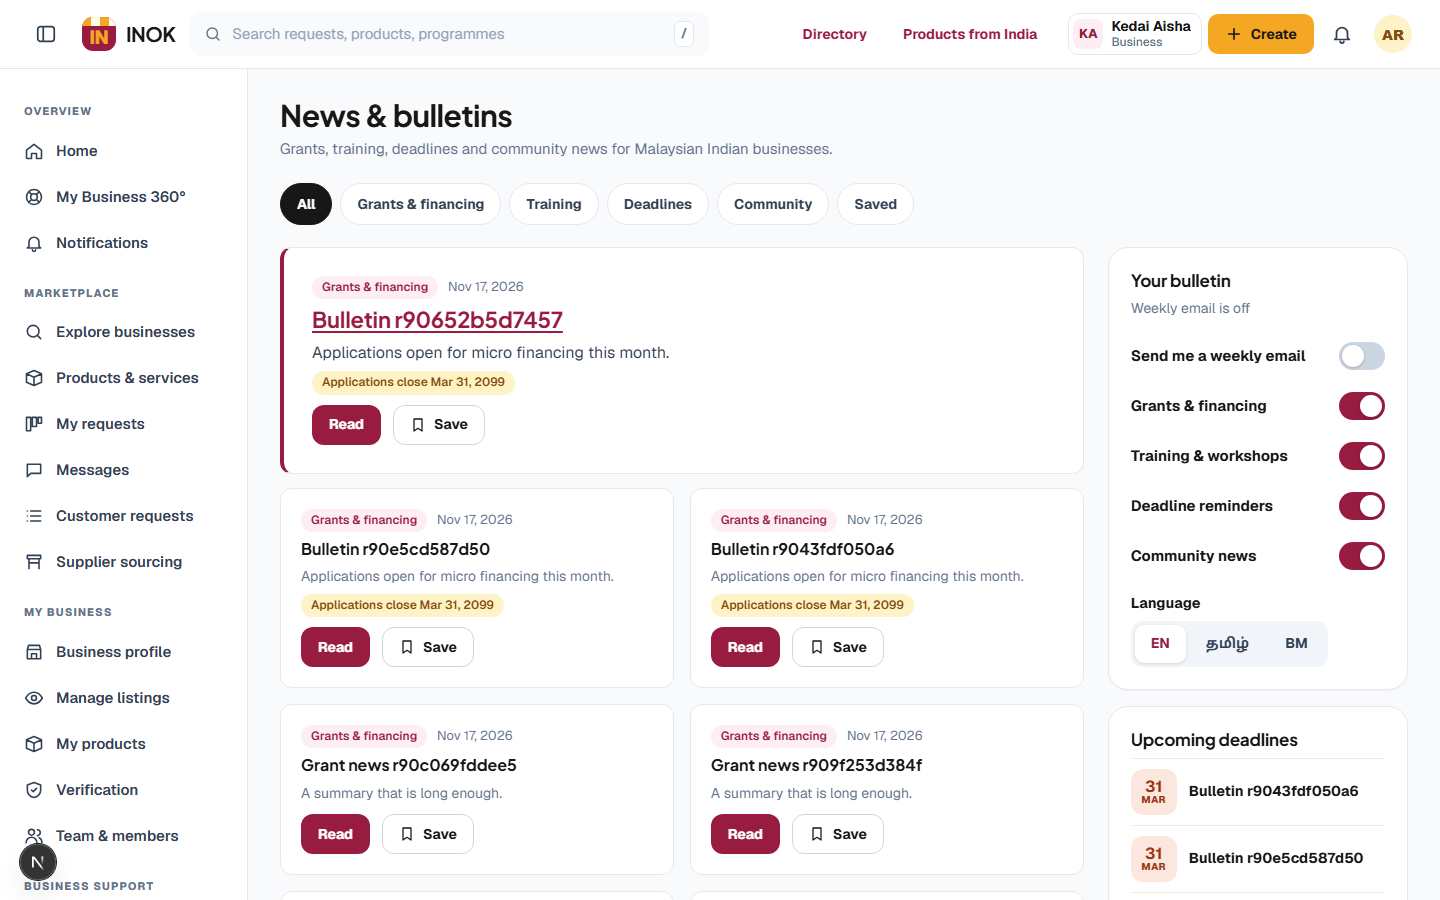 IN INOK
Search requests, products, programmes
/
Directory
Products from India
KA
Kedai Aisha
Business
Create
AR
OVERVIEW
Home
My Business 360°
Notifications
MARKETPLACE
Explore businesses
Products & services
My requests
Messages
Customer requests
Supplier sourcing
MY BUSINESS
Business profile
Manage listings
My products
Verification
Team & members
N
BUSINESS SUPPORT
News & bulletins
Grants, training, deadlines and community news for Malaysian Indian businesses.
All
Grants & financing
Training
Deadlines
Community
Saved
Grants & financing Nov 17, 2026
Bulletin r90652b5d7457
Applications open for micro financing this month.
Applications close Mar 31, 2099
Read Save
Grants & financing Nov 17, 2026
Bulletin r90e5cd587d50
Applications open for micro financing this month.
Applications close Mar 31, 2099
Read Save
Grants & financing Nov 17, 2026
Bulletin r9043fdf050a6
Applications open for micro financing this month.
Applications close Mar 31, 2099
Read Save
Grants & financing Nov 17, 2026
Grant news r90c069fddee5
A summary that is long enough.
Read Save
Grants & financing Nov 17, 2026
Grant news r909f253d384f
A summary that is long enough.
Read Save
Your bulletin
Weekly email is off
Send me a weekly email
Grants & financing
Training & workshops
Deadline reminders
Community news
Language
EN தமிழ் BM
Upcoming deadlines
31
MAR
Bulletin r9043fdf050a6
31
MAR
Bulletin r90e5cd587d50